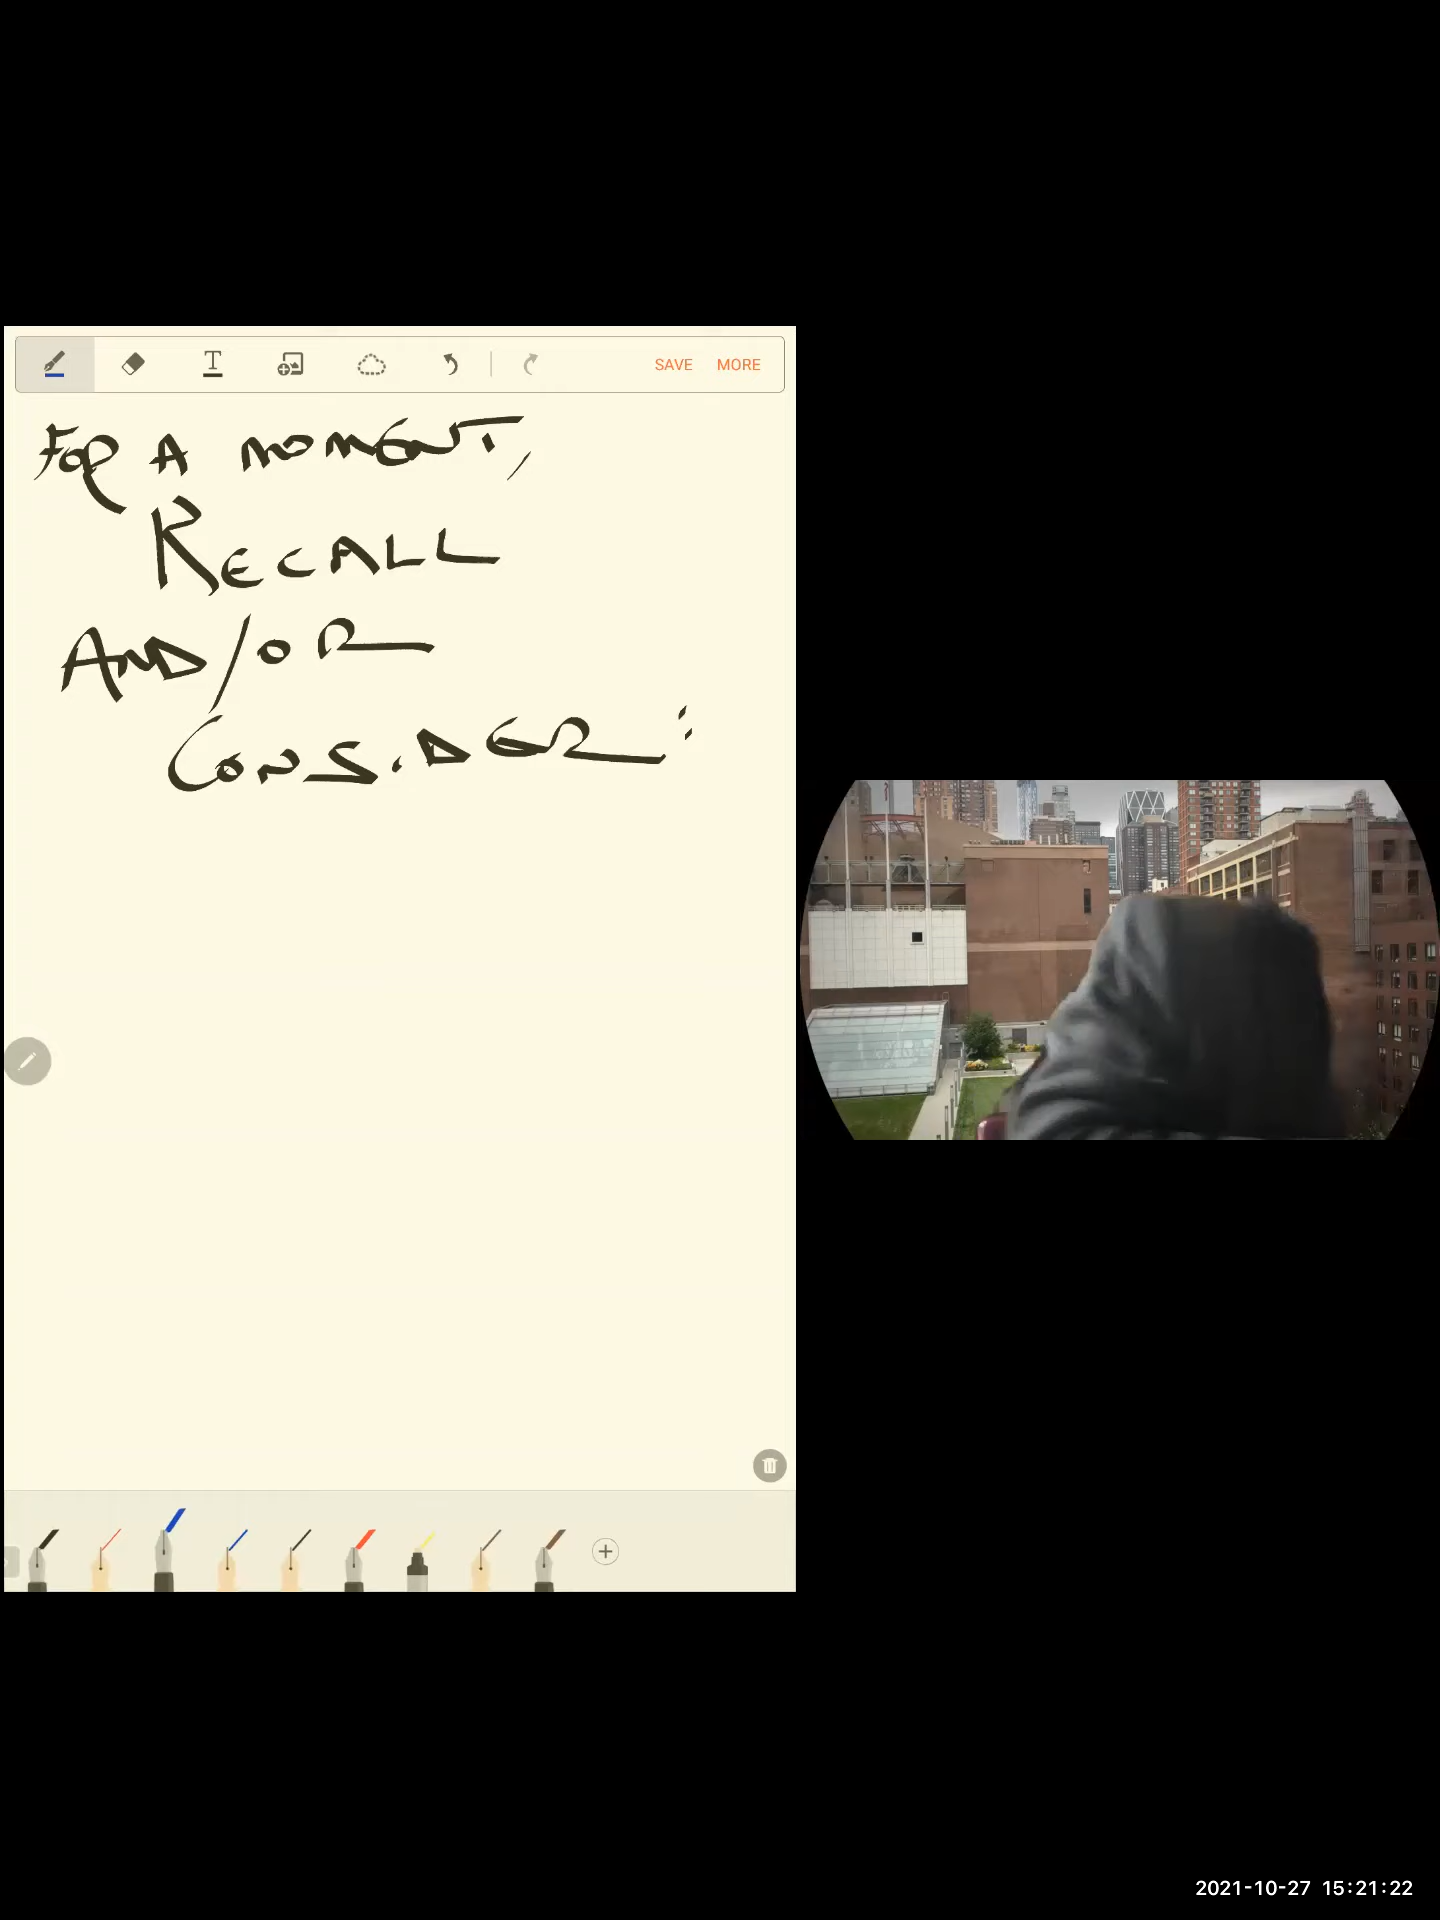 SAVE MORE
FOR A MOMENT,
RECALL
AND/OR
CONSIDER:
2021-10-27 15:21:22